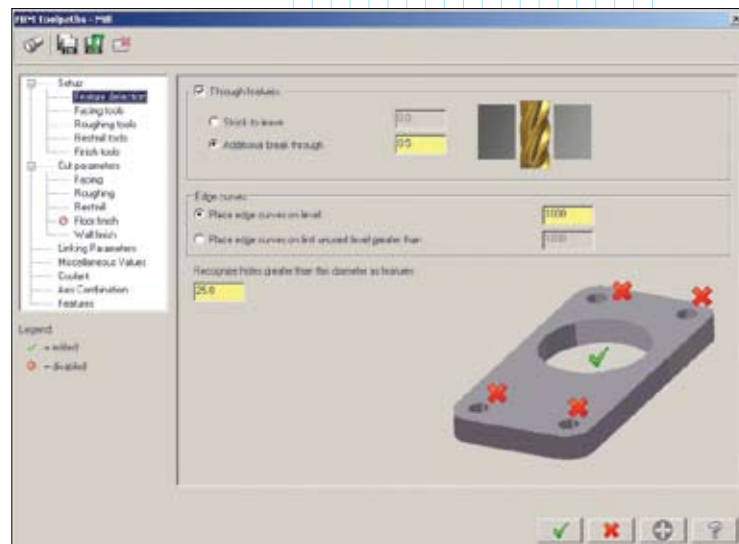 FBM Toolpaths - Mill
Setup
Feature detection
Facing tools
Roughing tools
Restmill tools
Finish tools
Cut parameters
Facing
Roughing
Restmill
Floor finish
Wall finish
Linking Parameters
Miscellaneous Values
Coolant
Axis Combination
Features
Legend:
= edited
= disabled
Through features
Stock to leave
0.0
Additional break through
0.5
Edge curves
Place edge curves on level:
1000
Place edge curves on first unused level greater than:
1000
Recognize holes greater than this diameter as features
25.0